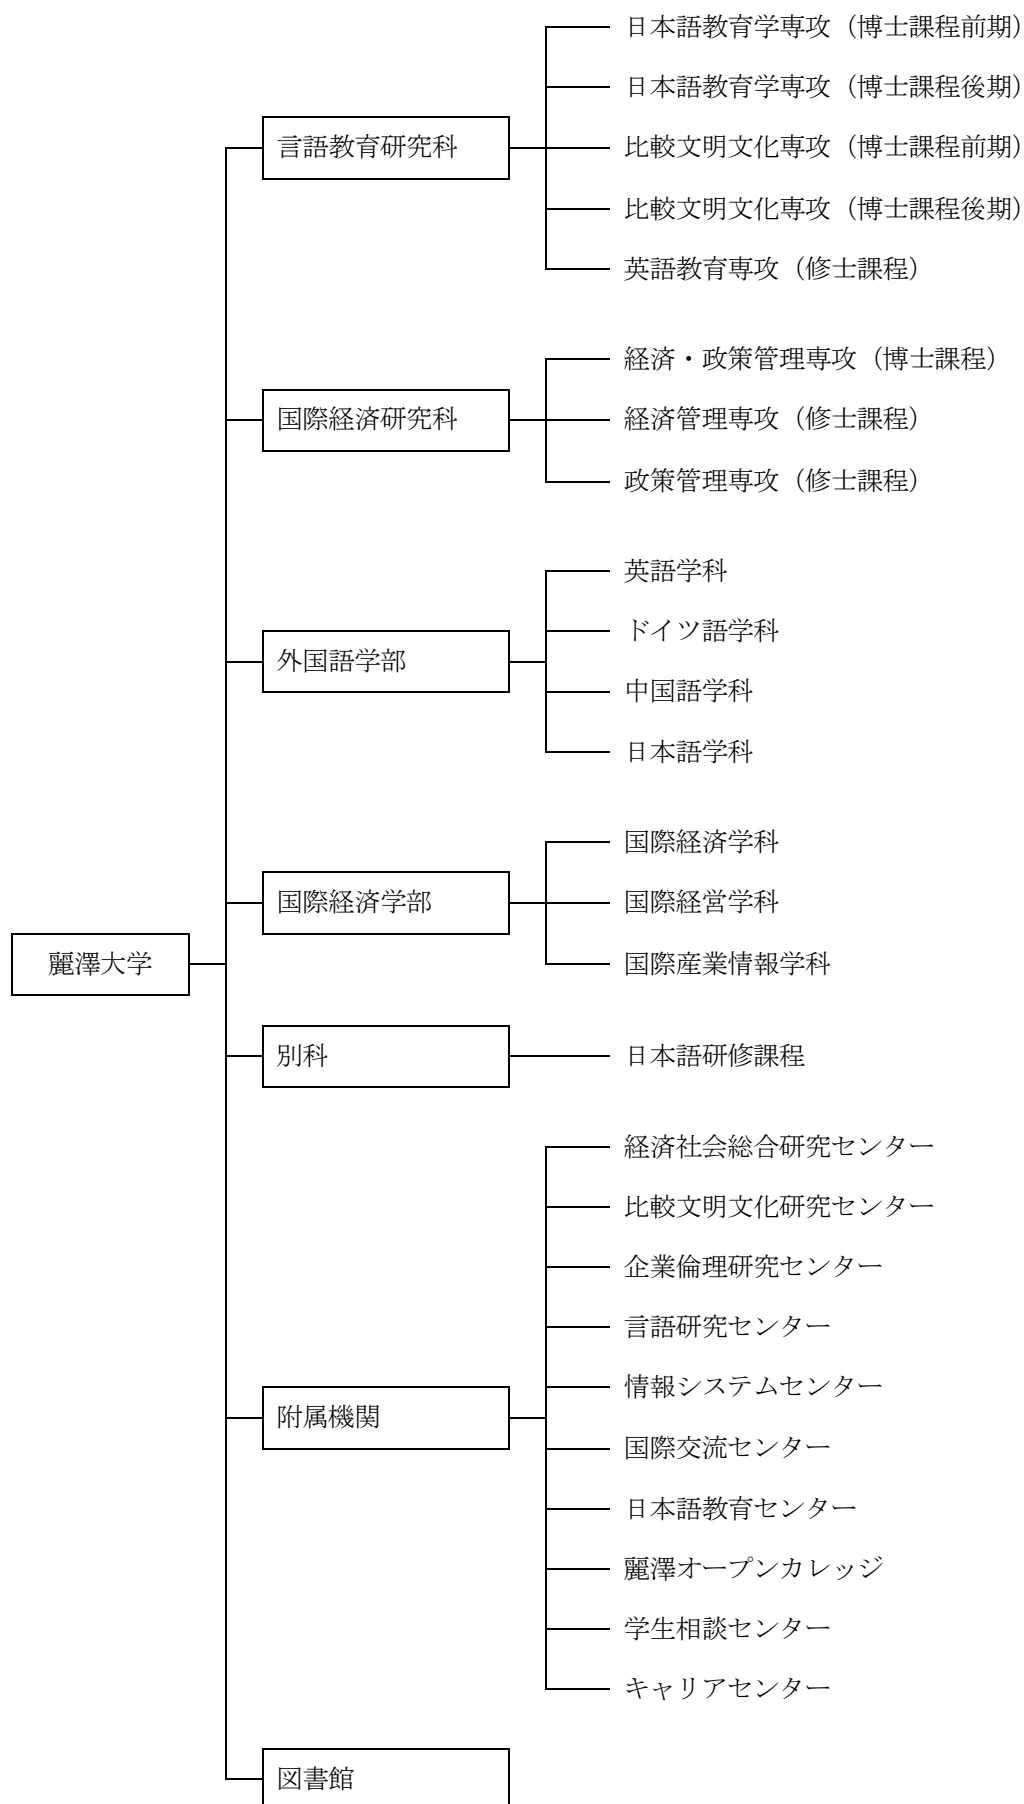 麗澤大学
言語教育研究科
日本語教育学専攻（博士課程前期）
日本語教育学専攻（博士課程後期）
比較文明文化専攻（博士課程前期）
比較文明文化専攻（博士課程後期）
英語教育専攻（修士課程）
国際経済研究科
経済・政策管理専攻（博士課程）
経済管理専攻（修士課程）
政策管理専攻（修士課程）
外国語学部
英語学科
ドイツ語学科
中国語学科
日本語学科
国際経済学部
国際経済学科
国際経営学科
国際産業情報学科
別科
日本語研修課程
附属機関
経済社会総合研究センター
比較文明文化研究センター
企業倫理研究センター
言語研究センター
情報システムセンター
国際交流センター
日本語教育センター
麗澤オープンカレッジ
学生相談センター
キャリアセンター
図書館